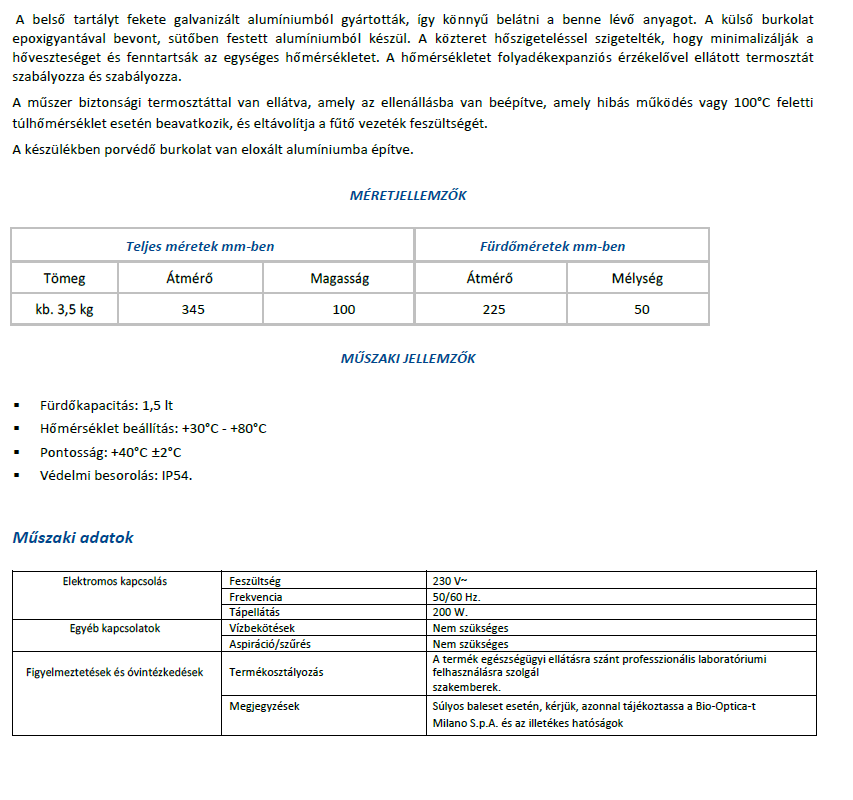 A belső tartályt fekete galvanizált alumíniumból gyártották, így könnyű belátni a benne lévő anyagot. A külső burkolat
epoxigyantával bevont, sütőben festett alumíniumból készül. A közteret hőszigeteléssel szigetelték, hogy minimalizálják a
hőveszteséget és fenntartsák az egységes hőmérsékletet. A hőmérsékletet folyadékexpanziós érzékelővel ellátott termosztát
szabályozza és szabályozza.
A műszer biztonsági termosztáttal van ellátva, amely az ellenállásba van beépítve, amely hibás működés vagy 100°C feletti
túlhőmérséklet esetén beavatkozik, és eltávolítja a fűtő vezeték feszültségét.
A készülékben porvédő burkolat van eloxált alumíniumba építve.
MÉRETJELLEMZŐK
Teljes méretek mm-ben Fürdőméretek mm-ben
Tömeg Átmérő Magasság Átmérő Mélység
kb. 3,5 kg 345 100 225 50
MŰSZAKI JELLEMZŐK
▪ Fürdőkapacitás: 1,5 lt
▪ Hőmérséklet beállítás: +30°C - +80°C
▪ Pontosság: +40°C ±2°C
▪ Védelmi besorolás: IP54.
Műszaki adatok
Elektromos kapcsolás Feszültség 230 V~
Frekvencia 50/60 Hz.
Tápellátás 200 W.
Egyéb kapcsolatok Vízbekötések Nem szükséges
Aspiráció/szűrés Nem szükséges
Figyelmeztetések és óvintézkedések Termékosztályozás A termék egészségügyi ellátásra szánt professzionális laboratóriumi
felhasználásra szolgál
szakemberek.
Megjegyzések Súlyos baleset esetén, kérjük, azonnal tájékoztassa a Bio-Optica-t
Milano S.p.A. és az illetékes hatóságok